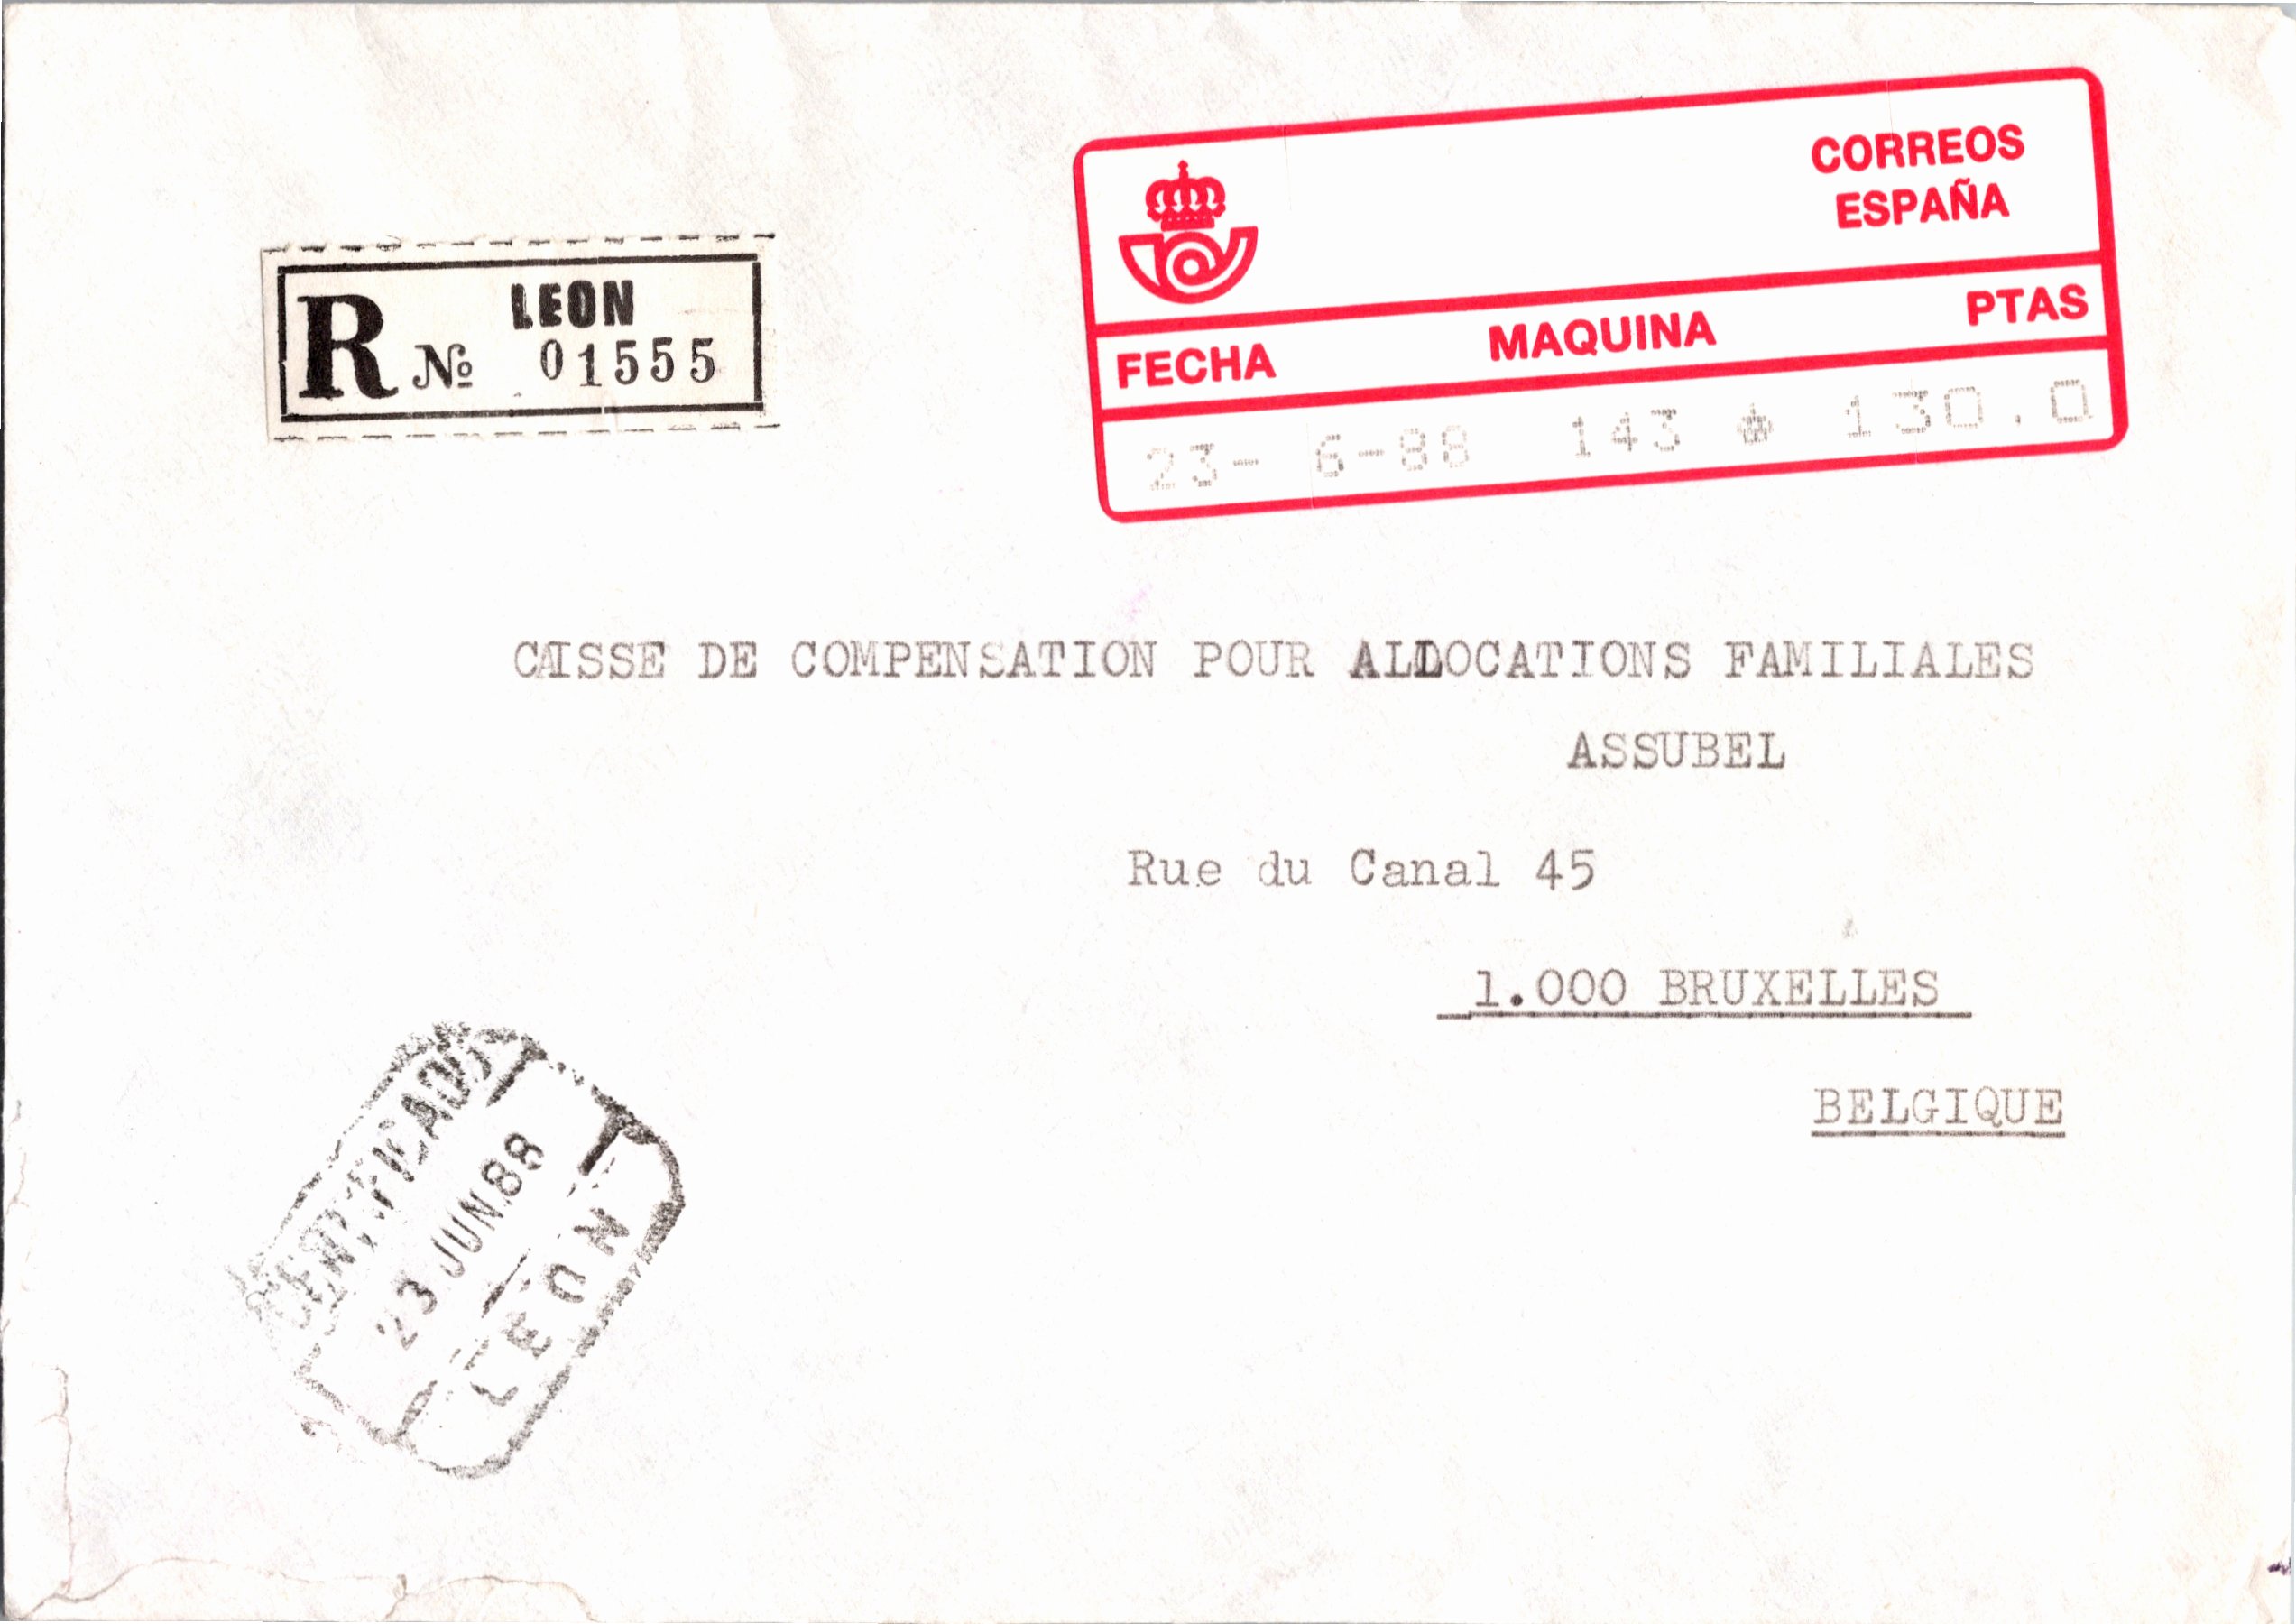 CORREOS
ESPAÑA
R Nº LEON
01555
FECHA MAQUINA PTAS
23- 6-88 143 * 130.0
CAISSE DE COMPENSATION POUR ALLOCATIONS FAMILIALES
ASSUBEL
Rue du Canal 45
1.000 BRUXELLES
BELGIQUE
CERTIFICADO
23 JUN.88
LEON